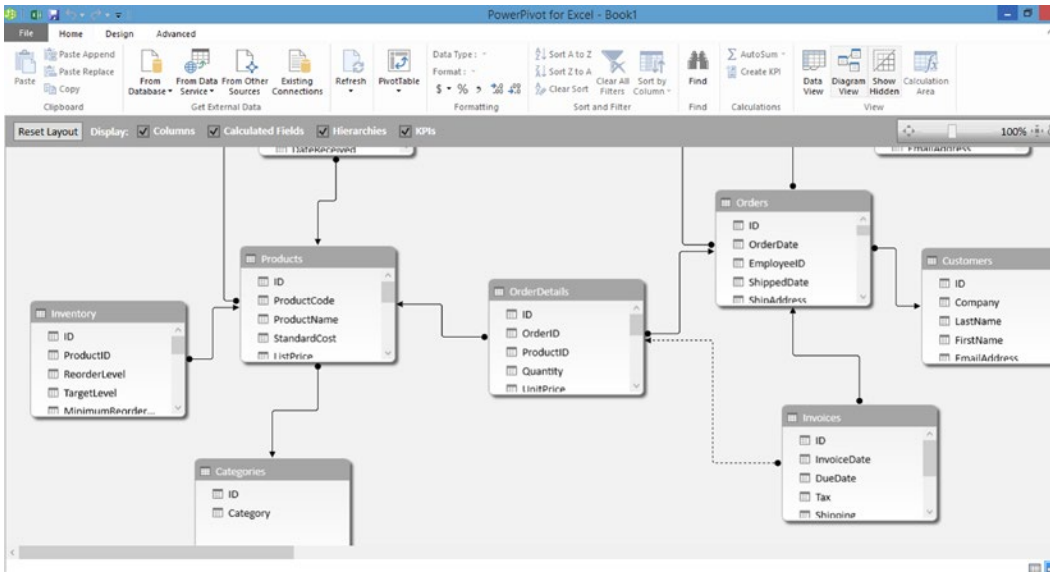 PowerPivot for Excel - Book1
File Home Design Advanced
Paste
Paste Append
Paste Replace
Copy
Clipboard
From Database
From Data Service
From Other Sources
Existing Connections
Get External Data
Refresh
PivotTable
Data Type :
Format :
$ % ,
Formatting
Sort A to Z
Sort Z to A
Clear Sort
Clear All Filters
Sort by Column
Sort and Filter
Find
Find
AutoSum
Create KPI
Calculations
Data View
Diagram View
Show Hidden
Calculation Area
View
Reset Layout Display: Columns Calculated Fields Hierarchies KPIs 100%
DateReceived
EmailAddress
Orders
ID
OrderDate
EmployeeID
ShippedDate
ShipAddress
Products
ID
ProductCode
ProductName
StandardCost
ListPrice
Customers
ID
Company
LastName
FirstName
EmailAddress
OrderDetails
ID
OrderID
ProductID
Quantity
UnitPrice
Inventory
ID
ProductID
ReorderLevel
TargetLevel
MinimumReorder...
Invoices
ID
InvoiceDate
DueDate
Tax
Shipping
Categories
ID
Category